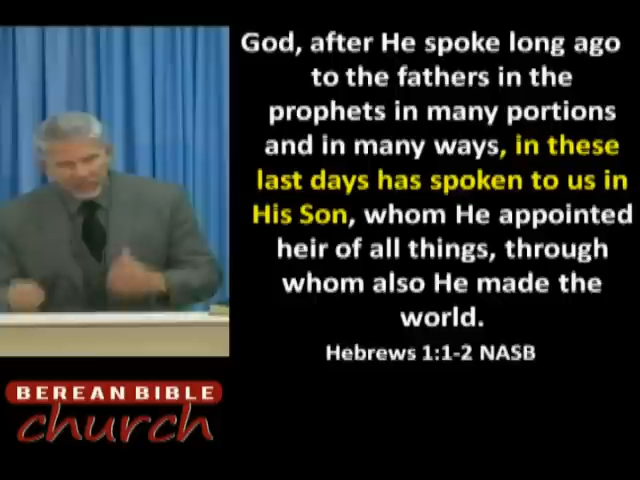 God, after He spoke long ago
to the fathers in the
prophets in many portions
and in many ways, in these
last days has spoken to us in
His Son, whom He appointed
heir of all things, through
whom also He made the
world.
Hebrews 1:1-2 NASB
BEREAN BIBLE
church